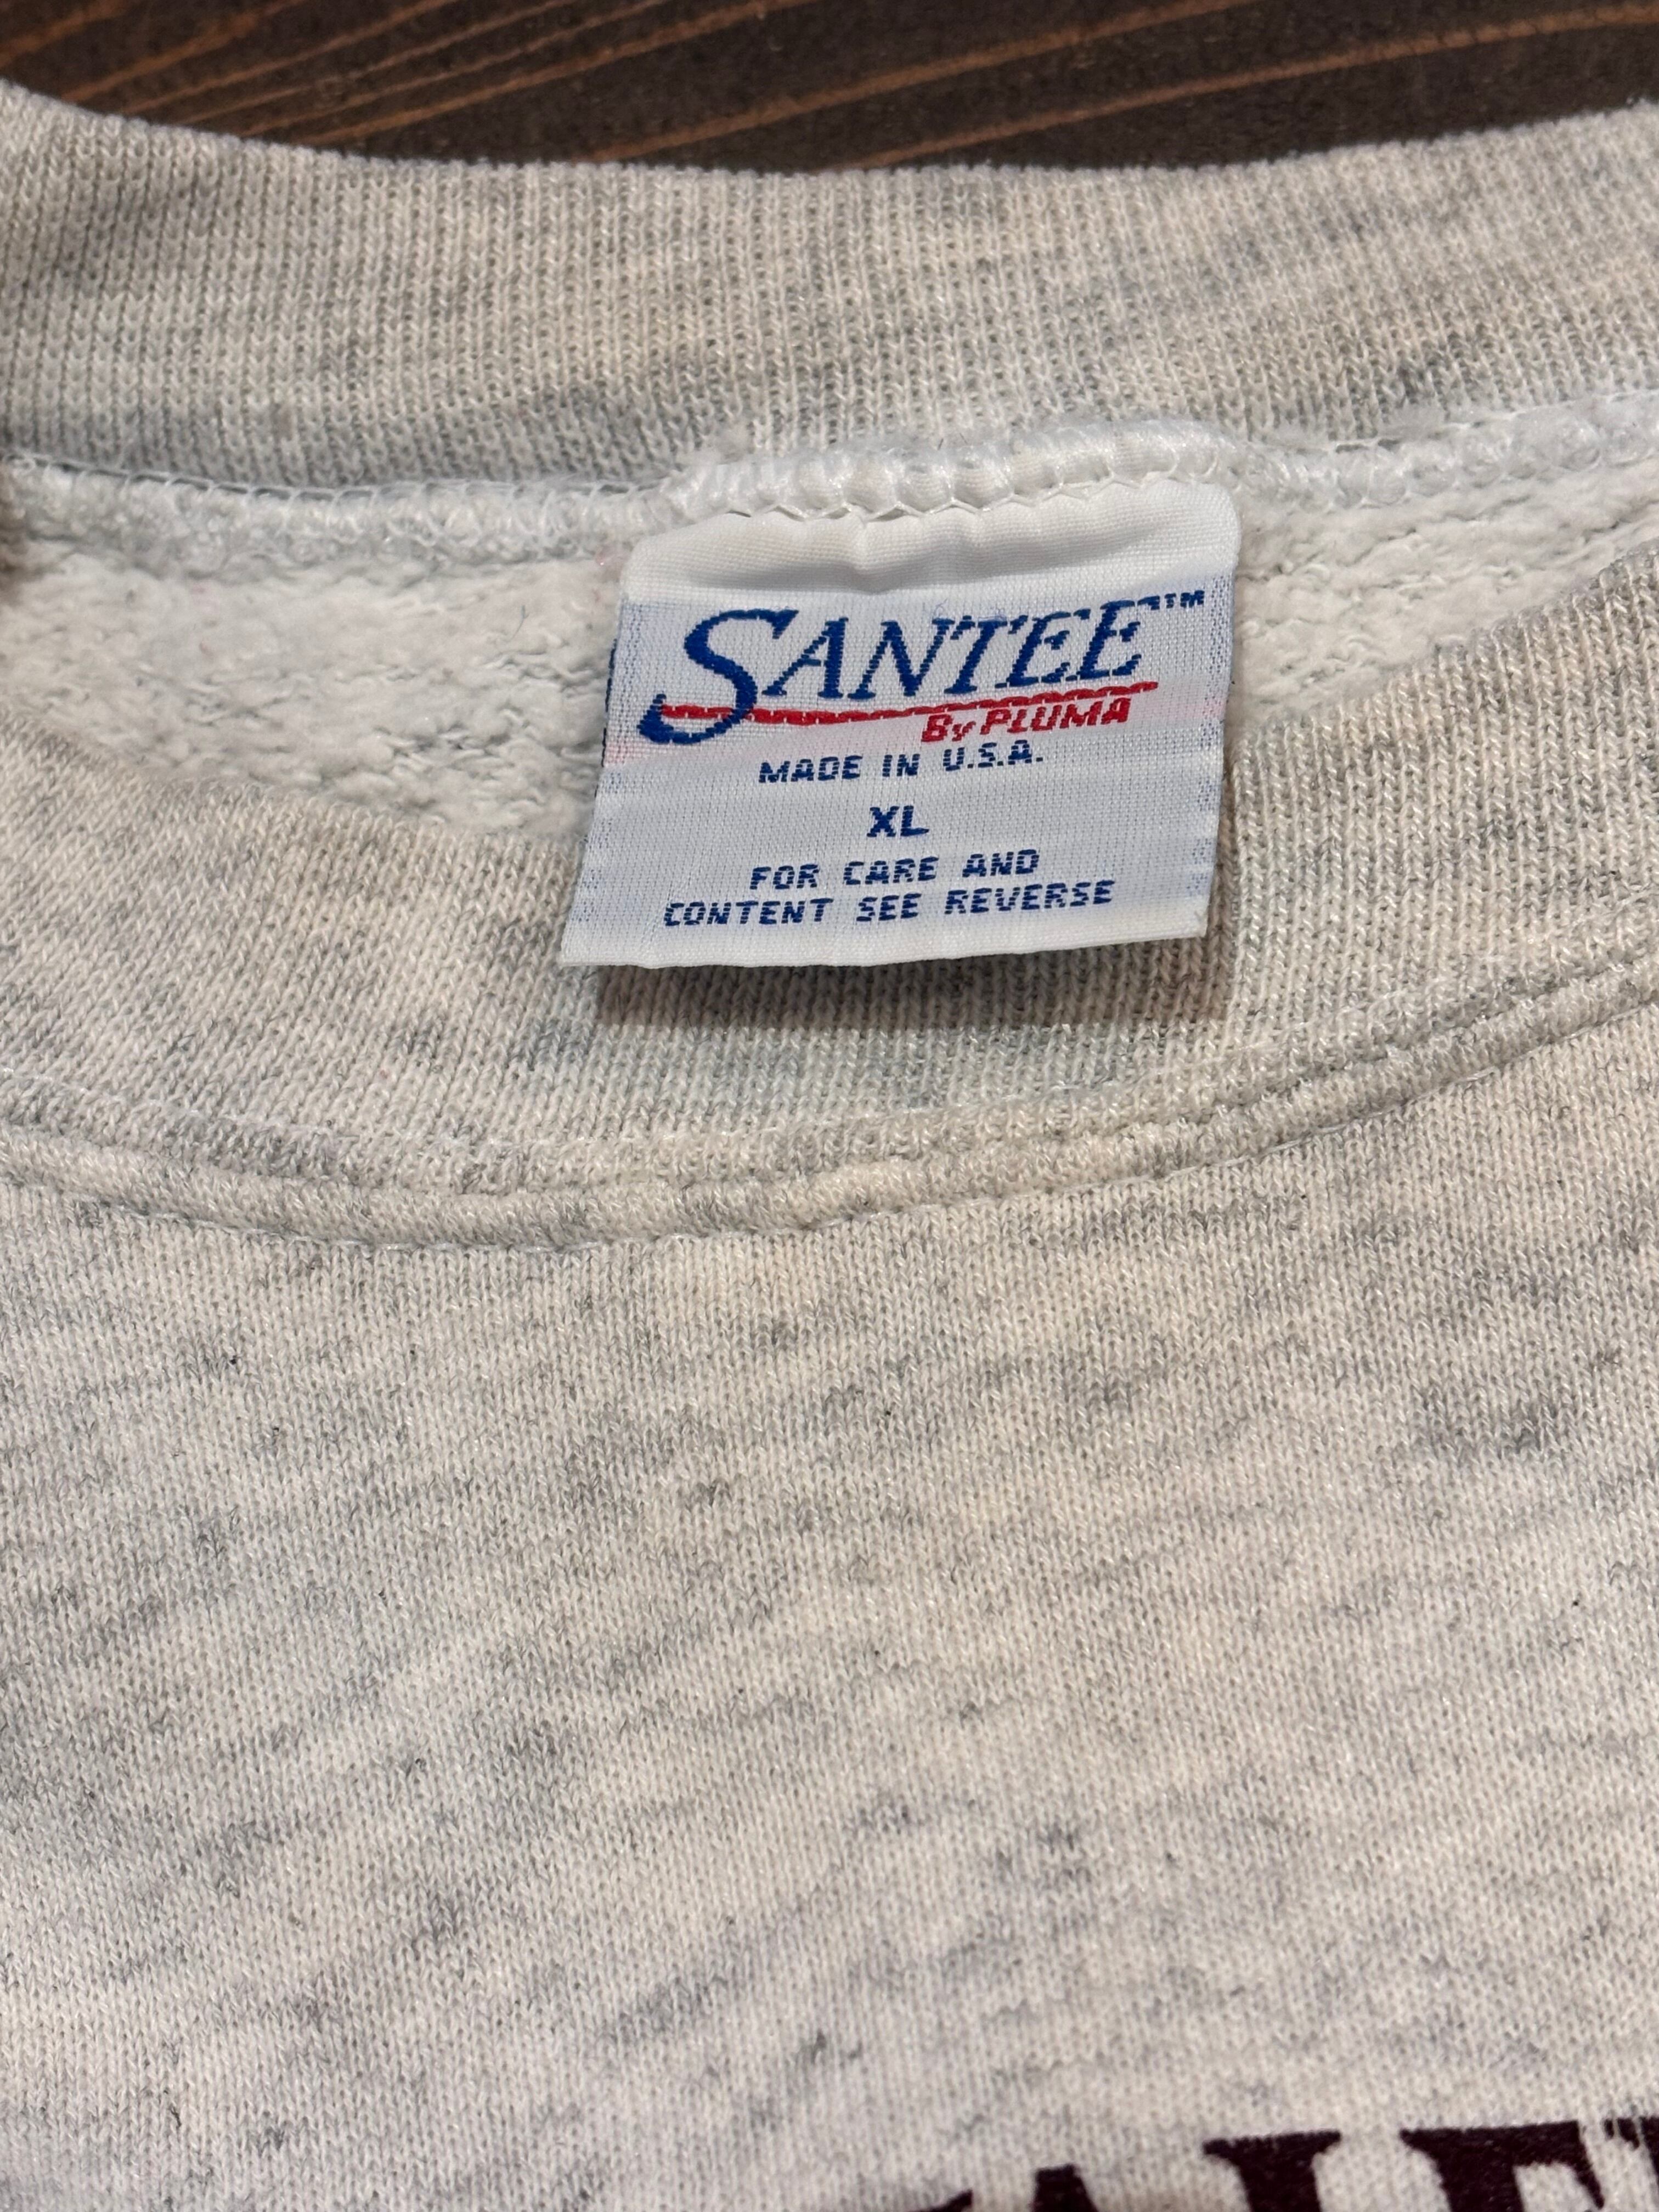 SANTEE™
By PLUMA
MADE IN U.S.A.
XL
FOR CARE AND
CONTENT SEE REVERSE